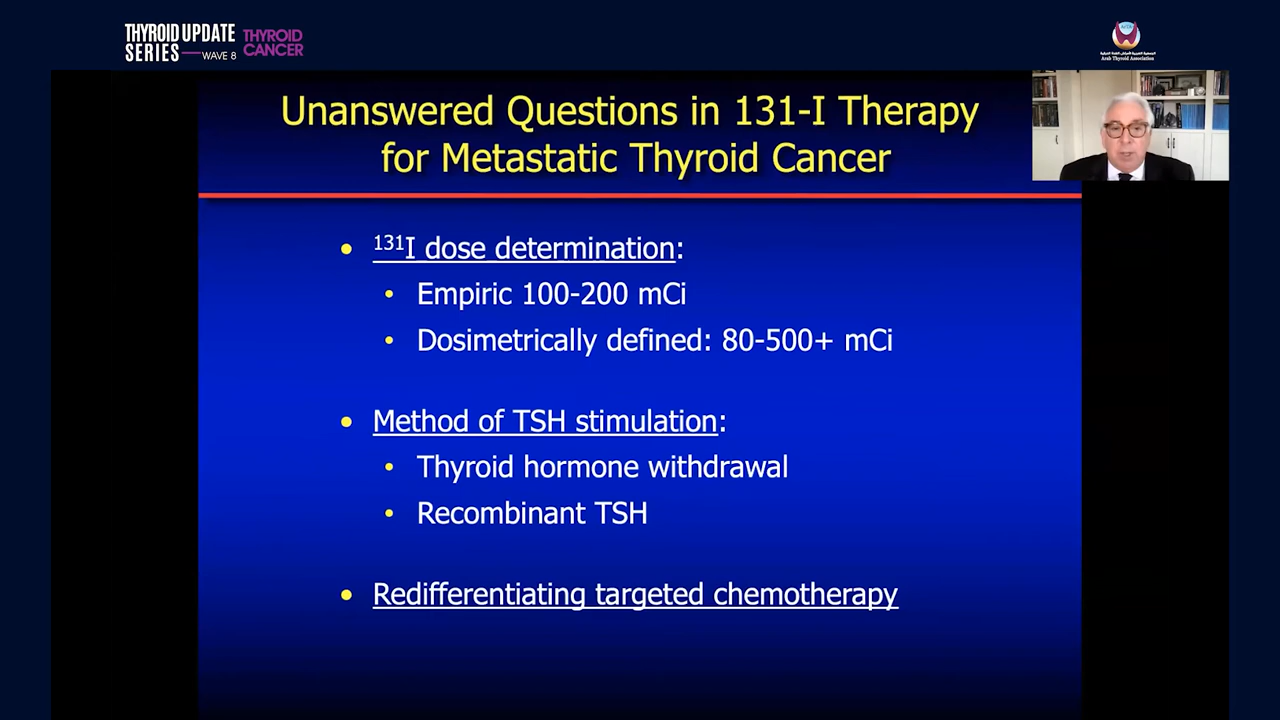 THYROID UPDATE
SERIES — WAVE 8
THYROID
CANCER
Arab Thyroid Association
Unanswered Questions in 131-I Therapy
for Metastatic Thyroid Cancer
• ¹³¹I dose determination:
• Empiric 100-200 mCi
• Dosimetrically defined: 80-500+ mCi
• Method of TSH stimulation:
• Thyroid hormone withdrawal
• Recombinant TSH
• Redifferentiating targeted chemotherapy